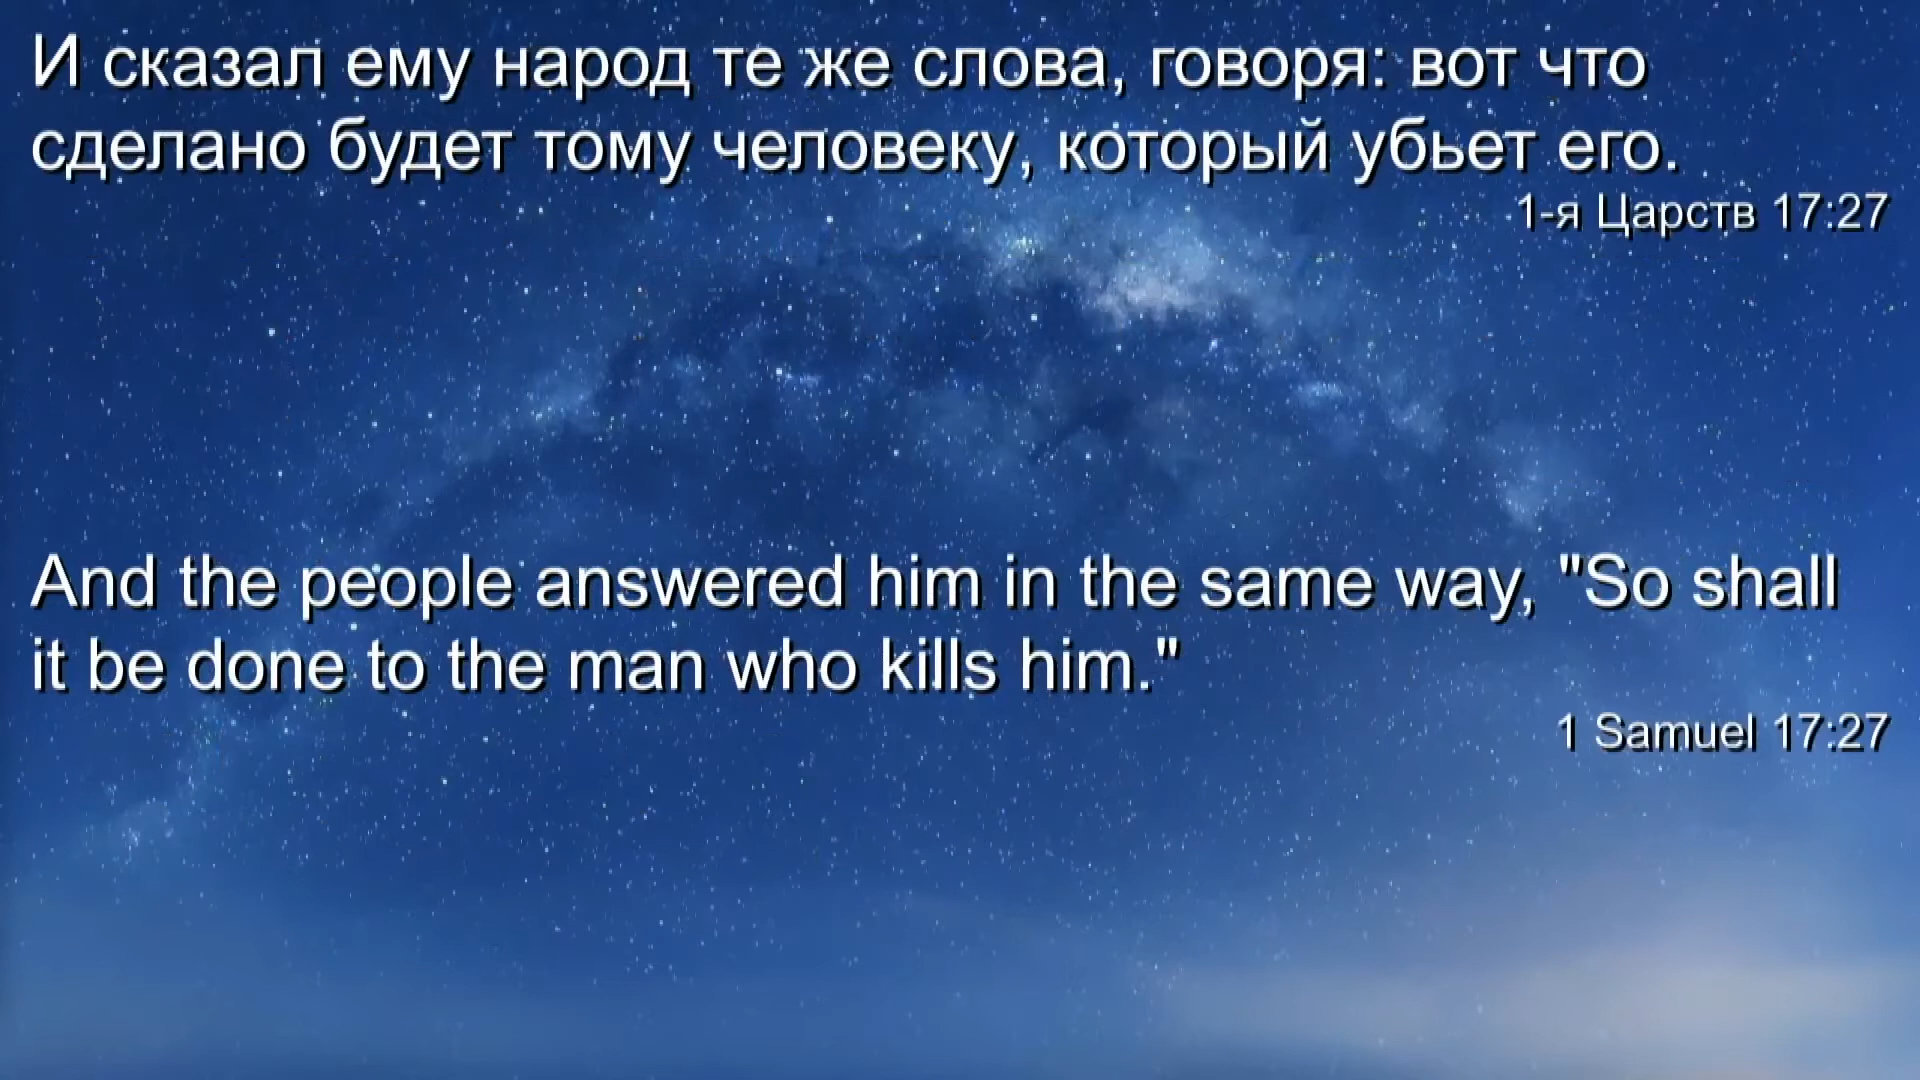 И сказал ему народ те же слова, говоря: вот что
сделано будет тому человеку, который убьет его.
1-я Царств 17:27
And the people answered him in the same way, "So shall
it be done to the man who kills him."
1 Samuel 17:27